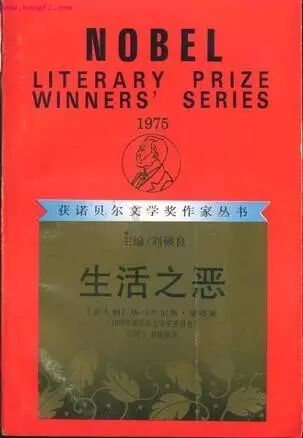 www.kongfz.com
NOBEL
LITERARY PRIZE
WINNERS' SERIES
1975
获诺贝尔文学奖作家丛书
主编/刘硕良
生活之恶